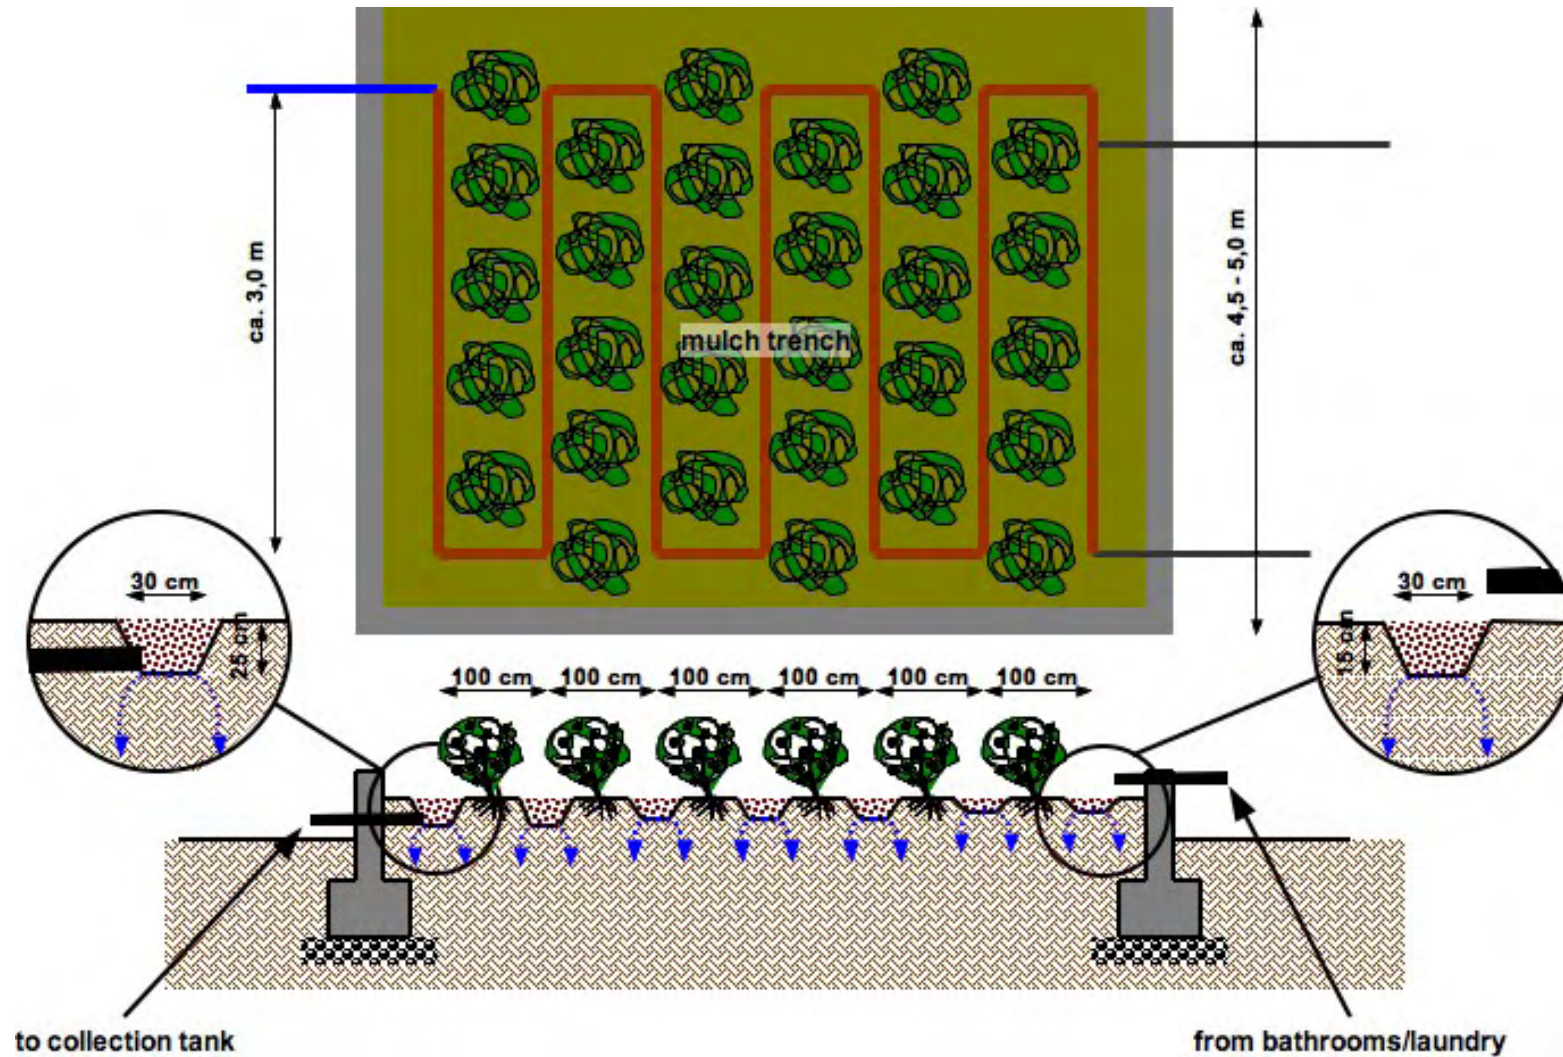 ca. 3,0 m
mulch trench
ca. 4,5 - 5,0 m
30 cm
25 cm
30 cm
15 cm
100 cm
100 cm
100 cm
100 cm
100 cm
100 cm
to collection tank
from bathrooms/laundry